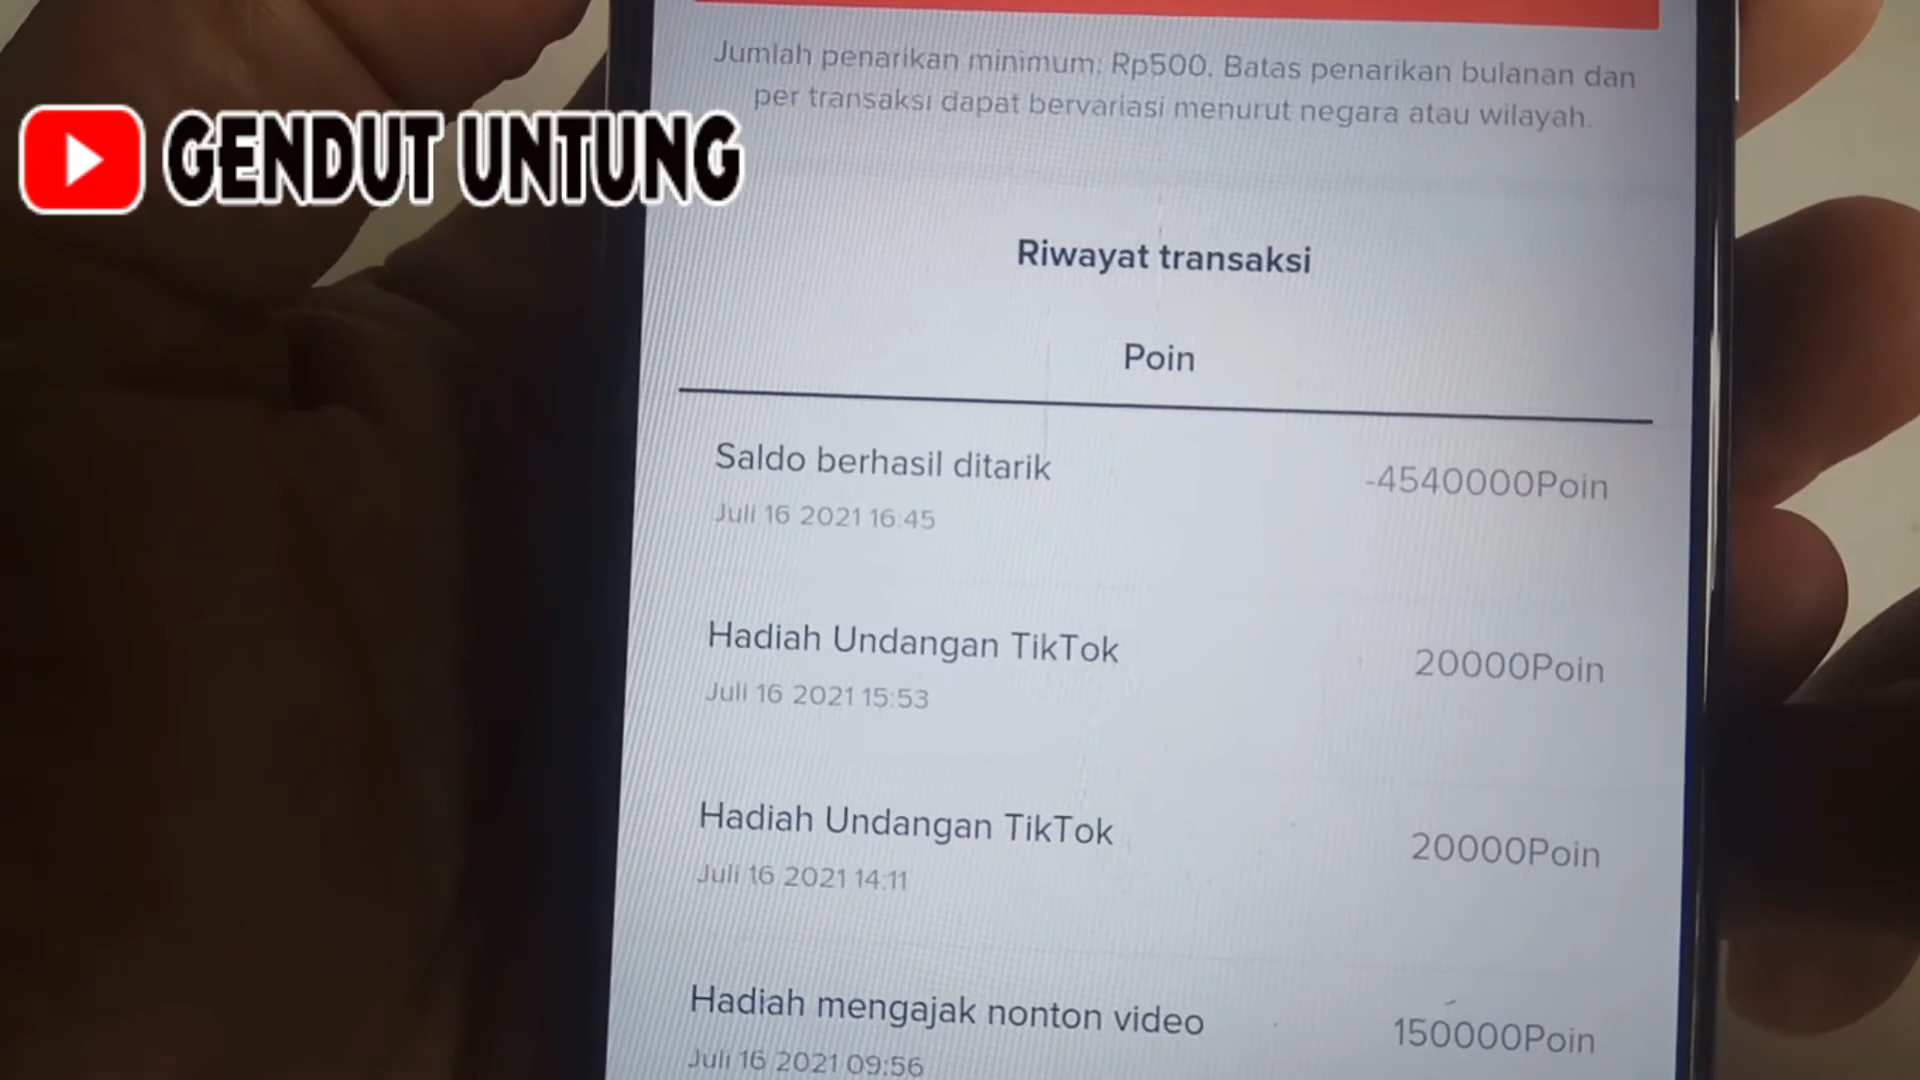 Jumlah penarikan minimum: Rp500. Batas penarikan bulanan dan
per transaksi dapat bervariasi menurut negara atau wilayah.
GENDUT UNTUNG
Riwayat transaksi
Poin
Saldo berhasil ditarik
-4540000Poin
Juli 16 2021 16:45
Hadiah Undangan TikTok
20000Poin
Juli 16 2021 15:53
Hadiah Undangan TikTok
20000Poin
Juli 16 2021 14:11
Hadiah mengajak nonton video
150000Poin
Juli 16 2021 09:56